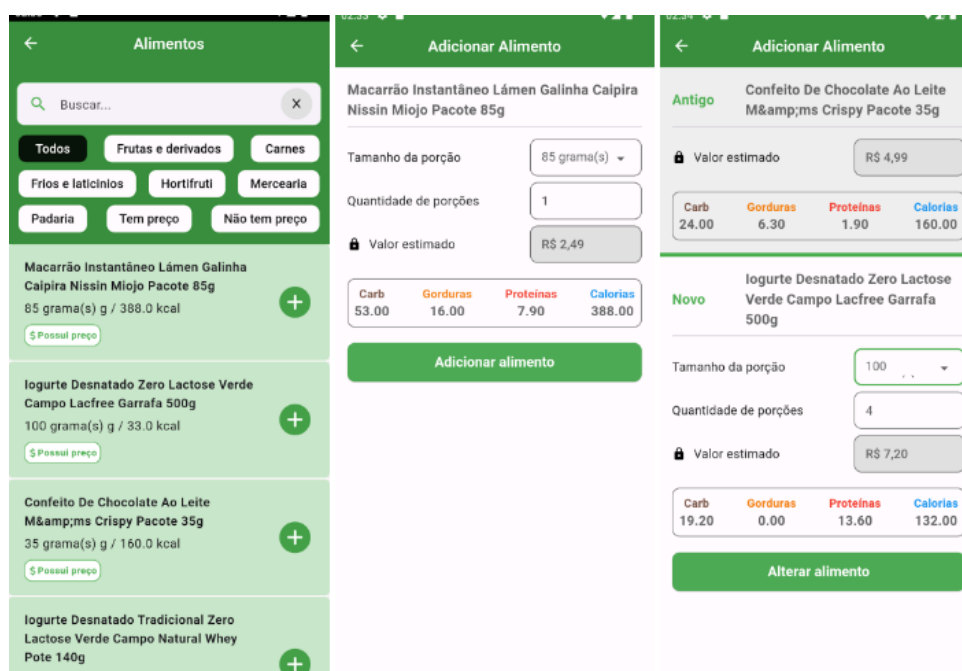 Alimentos
Buscar...
Todos
Frutas e derivados
Carnes
Frios e laticinios
Hortifruti
Mercearia
Padaria
Tem preço
Não tem preço
Macarrão Instantâneo Lámen Galinha
Caipira Nissin Miojo Pacote 85g
85 grama(s) g / 388.0 kcal
$ Possui preço
Iogurte Desnatado Zero Lactose Verde
Campo Lacfree Garrafa 500g
100 grama(s) g / 33.0 kcal
$ Possui preço
Confeito De Chocolate Ao Leite
M&amp;ms Crispy Pacote 35g
35 grama(s) g / 160.0 kcal
$ Possui preço
Iogurte Desnatado Tradicional Zero
Lactose Verde Campo Natural Whey
Pote 140g
Adicionar Alimento
Macarrão Instantâneo Lámen Galinha Caipira
Nissin Miojo Pacote 85g
Tamanho da porção
85 grama(s)
Quantidade de porções
1
Valor estimado
R$ 2,49
Carb Gorduras Proteínas Calorias
53.00 16.00 7.90 388.00
Adicionar alimento
Adicionar Alimento
Antigo
Confeito De Chocolate Ao Leite
M&amp;ms Crispy Pacote 35g
Valor estimado
R$ 4,99
Carb Gorduras Proteínas Calorias
24.00 6.30 1.90 160.00
Novo
Iogurte Desnatado Zero Lactose
Verde Campo Lacfree Garrafa
500g
Tamanho da porção
100
Quantidade de porções
4
Valor estimado
R$ 7,20
Carb Gorduras Proteínas Calorias
19.20 0.00 13.60 132.00
Alterar alimento